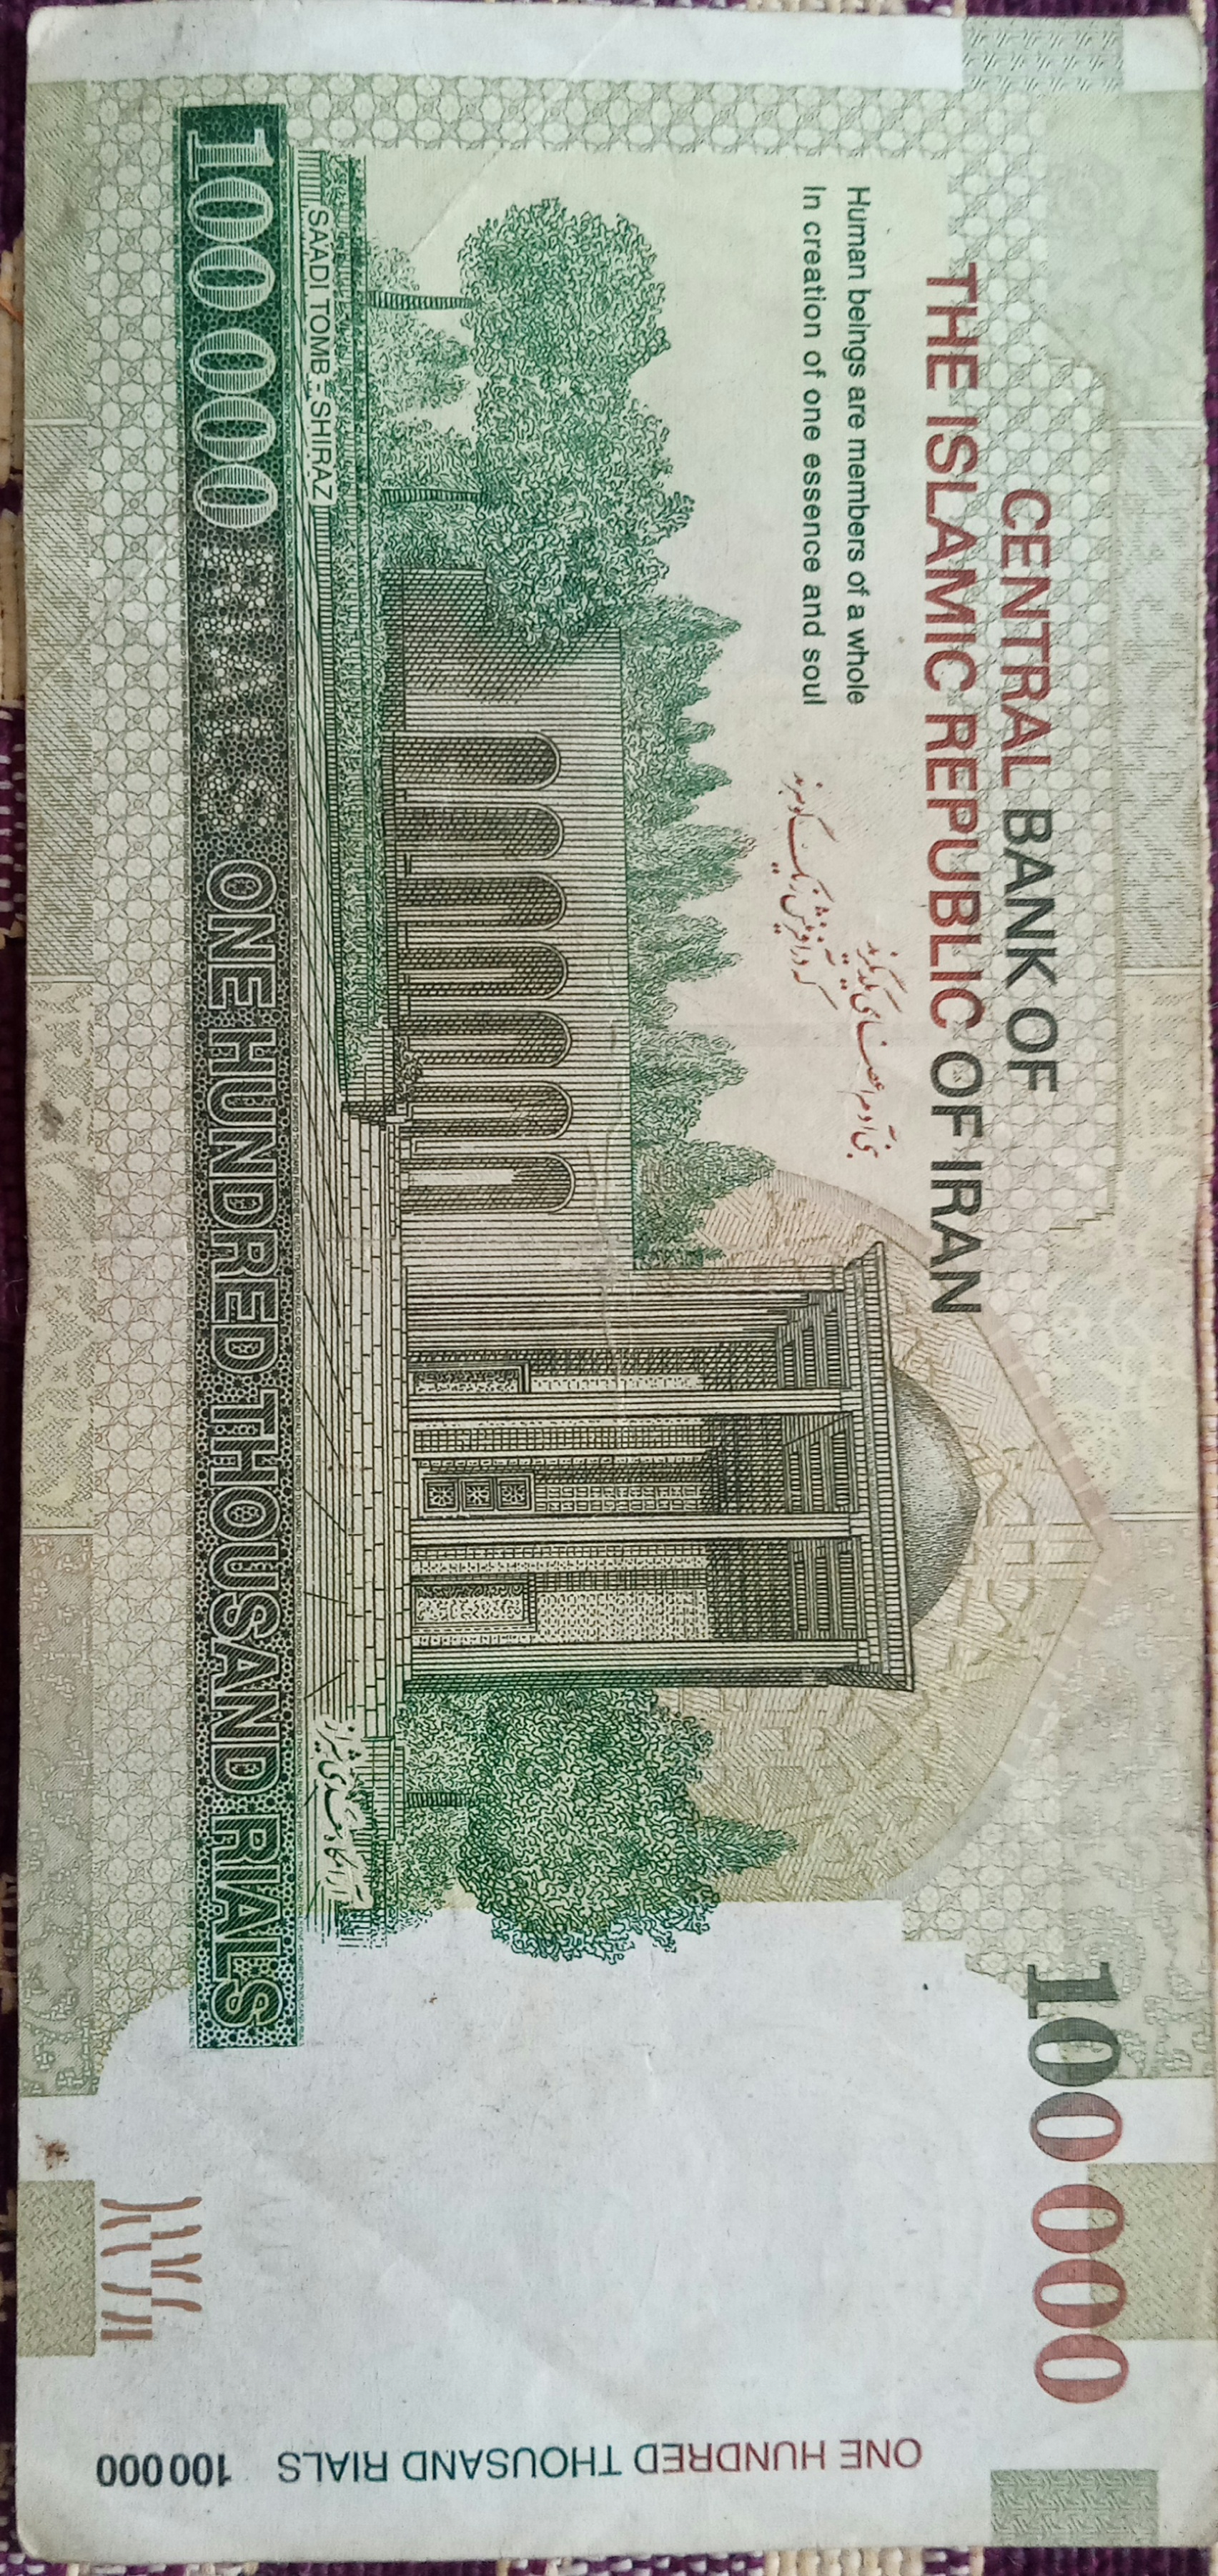 100 000
CENTRAL BANK OF
THE ISLAMIC REPUBLIC OF IRAN
Human beings are members of a whole
In creation of one essence and soul
بنی آدم اعضای یکدیگرند
که در آفرینش ز یک گوهرند
SAADI TOMB - SHIRAZ
آرامگاه سعدی شیراز
100 000 RIALS ONE HUNDRED THOUSAND RIALS
ONE HUNDRED THOUSAND RIALS 100 000